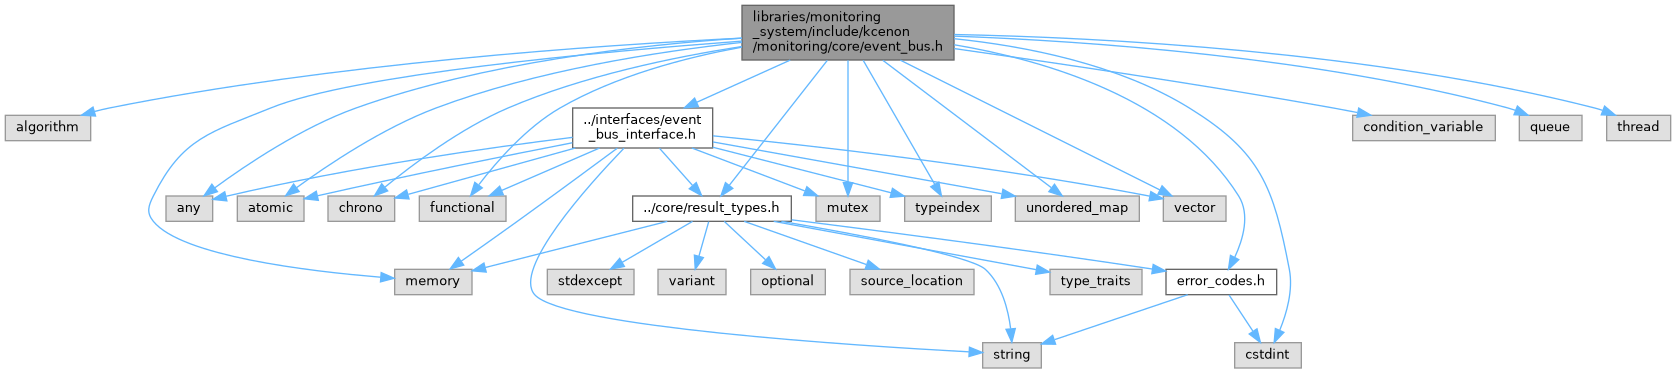 libraries/monitoring
_system/include/kcenon
/monitoring/core/event_bus.h
algorithm
../interfaces/event
_bus_interface.h
condition_variable
queue
thread
any
atomic
chrono
functional
../core/result_types.h
mutex
typeindex
unordered_map
vector
memory
stdexcept
variant
optional
source_location
type_traits
error_codes.h
string
cstdint